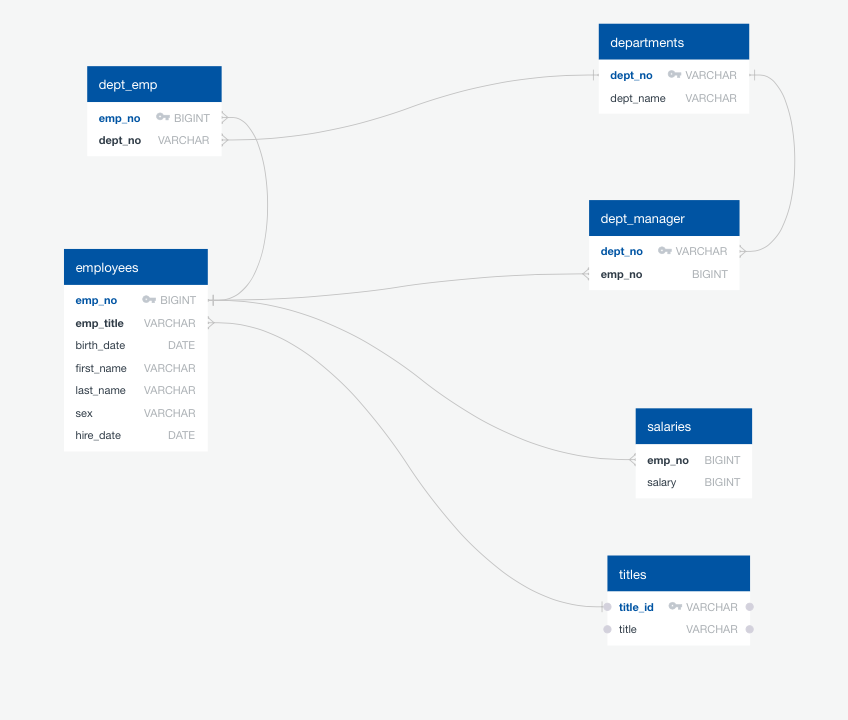 departments
dept_no VARCHAR
dept_name VARCHAR
dept_emp
emp_no BIGINT
dept_no VARCHAR
dept_manager
dept_no VARCHAR
emp_no BIGINT
employees
emp_no BIGINT
emp_title VARCHAR
birth_date DATE
first_name VARCHAR
last_name VARCHAR
sex VARCHAR
hire_date DATE
salaries
emp_no BIGINT
salary BIGINT
titles
title_id VARCHAR
title VARCHAR